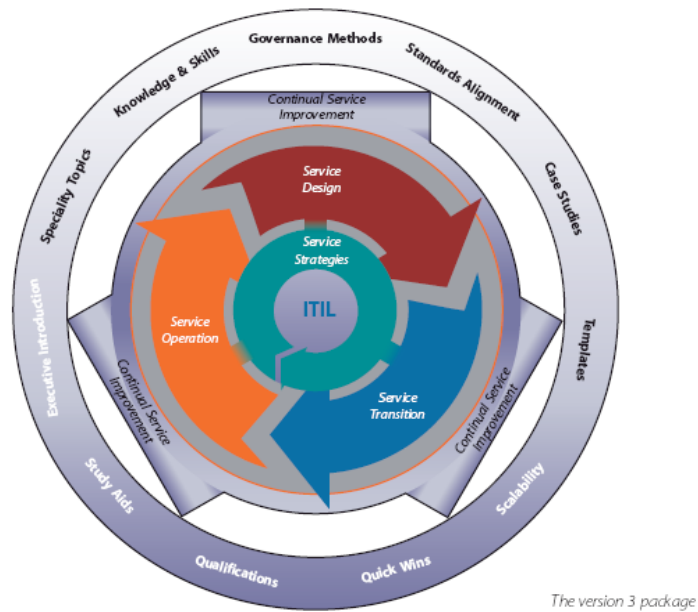 Governance Methods
Standards Alignment
Case Studies
Templates
Scalability
Quick Wins
Qualifications
Study Aids
Executive Introduction
Speciality Topics
Knowledge & Skills
Continual Service
Improvement
Service
Design
Service
Strategies
ITIL
Service
Operation
Service
Transition
Continual Service
Improvement
Continual Service
Improvement
The version 3 package